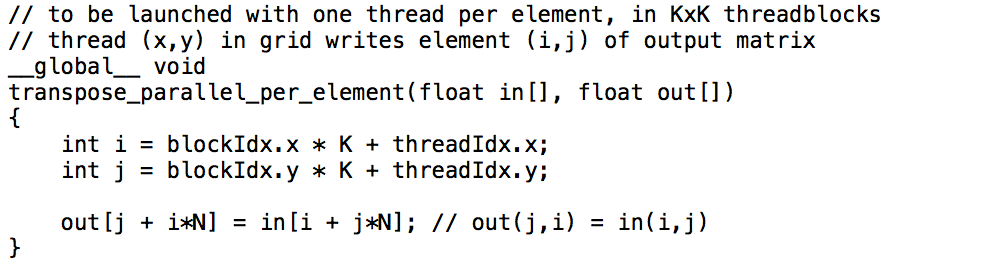 // to be launched with one thread per element, in KxK threadblocks
// thread (x,y) in grid writes element (i,j) of output matrix
__global__ void
transpose_parallel_per_element(float in[], float out[])
{
    int i = blockIdx.x * K + threadIdx.x;
    int j = blockIdx.y * K + threadIdx.y;

    out[j + i*N] = in[i + j*N]; // out(j,i) = in(i,j)
}